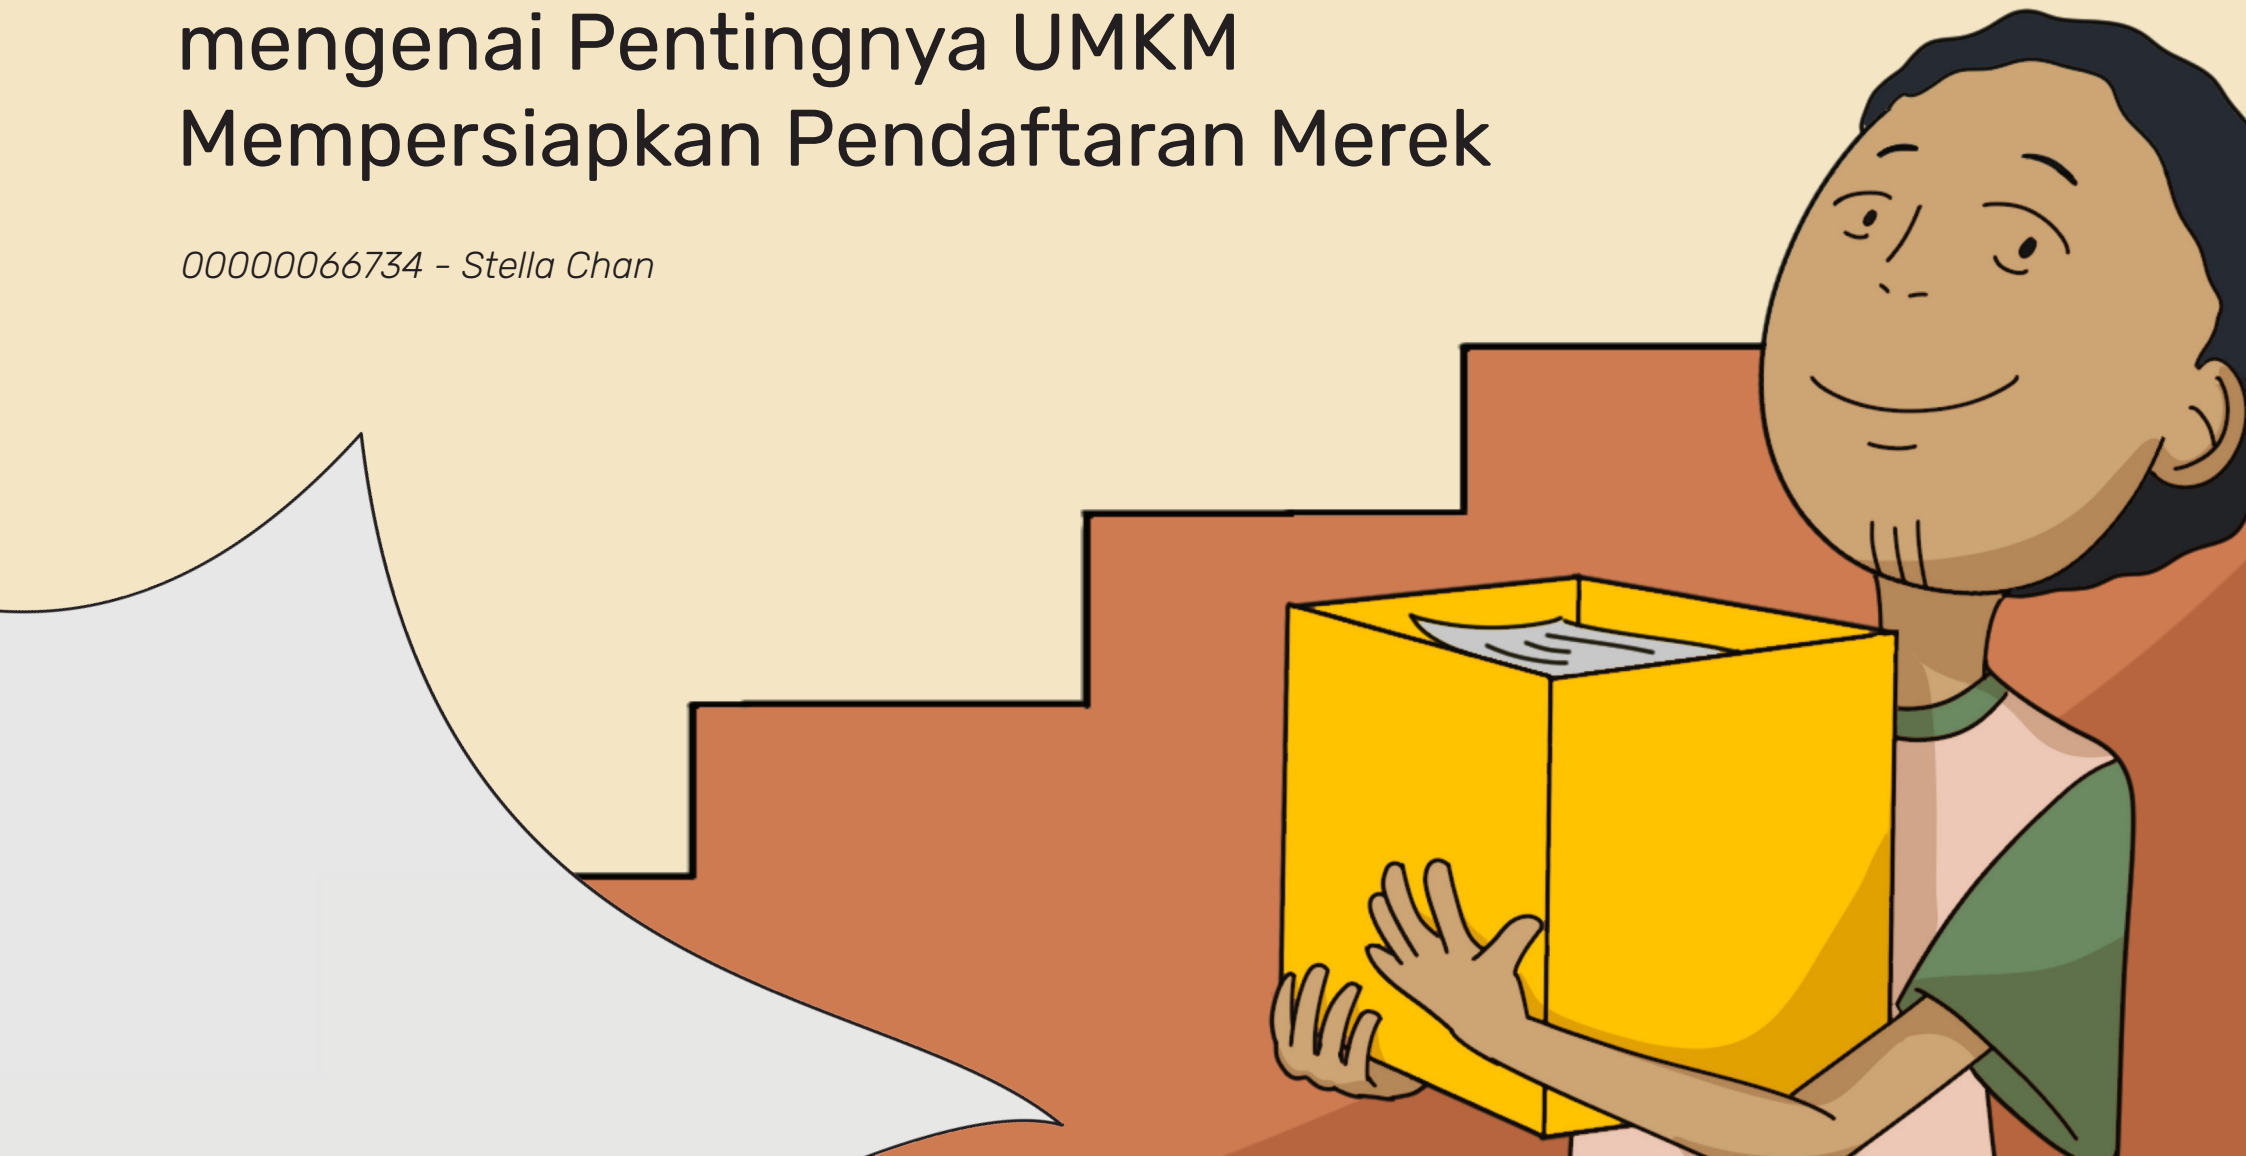 mengenai Pentingnya UMKM
Mempersiapkan Pendaftaran Merek
00000066734 - Stella Chan